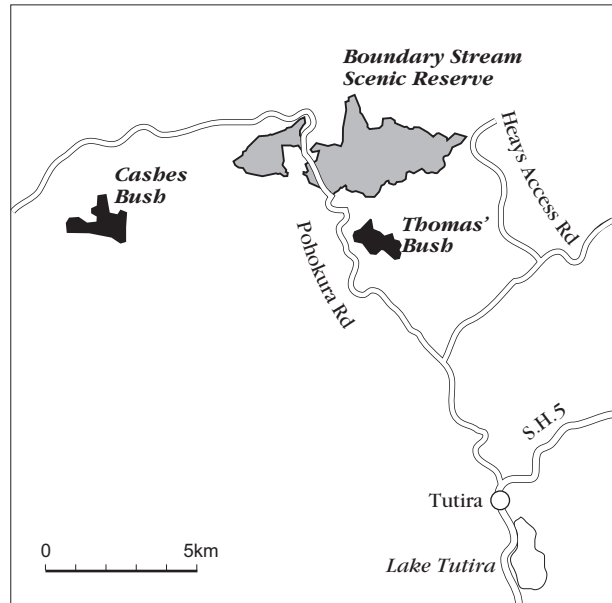 Boundary Stream
Scenic Reserve
Heays Access Rd
Cashes
Bush
Thomas'
Bush
Pohokura Rd
S.H.5
Tutira
Lake Tutira
0 5km